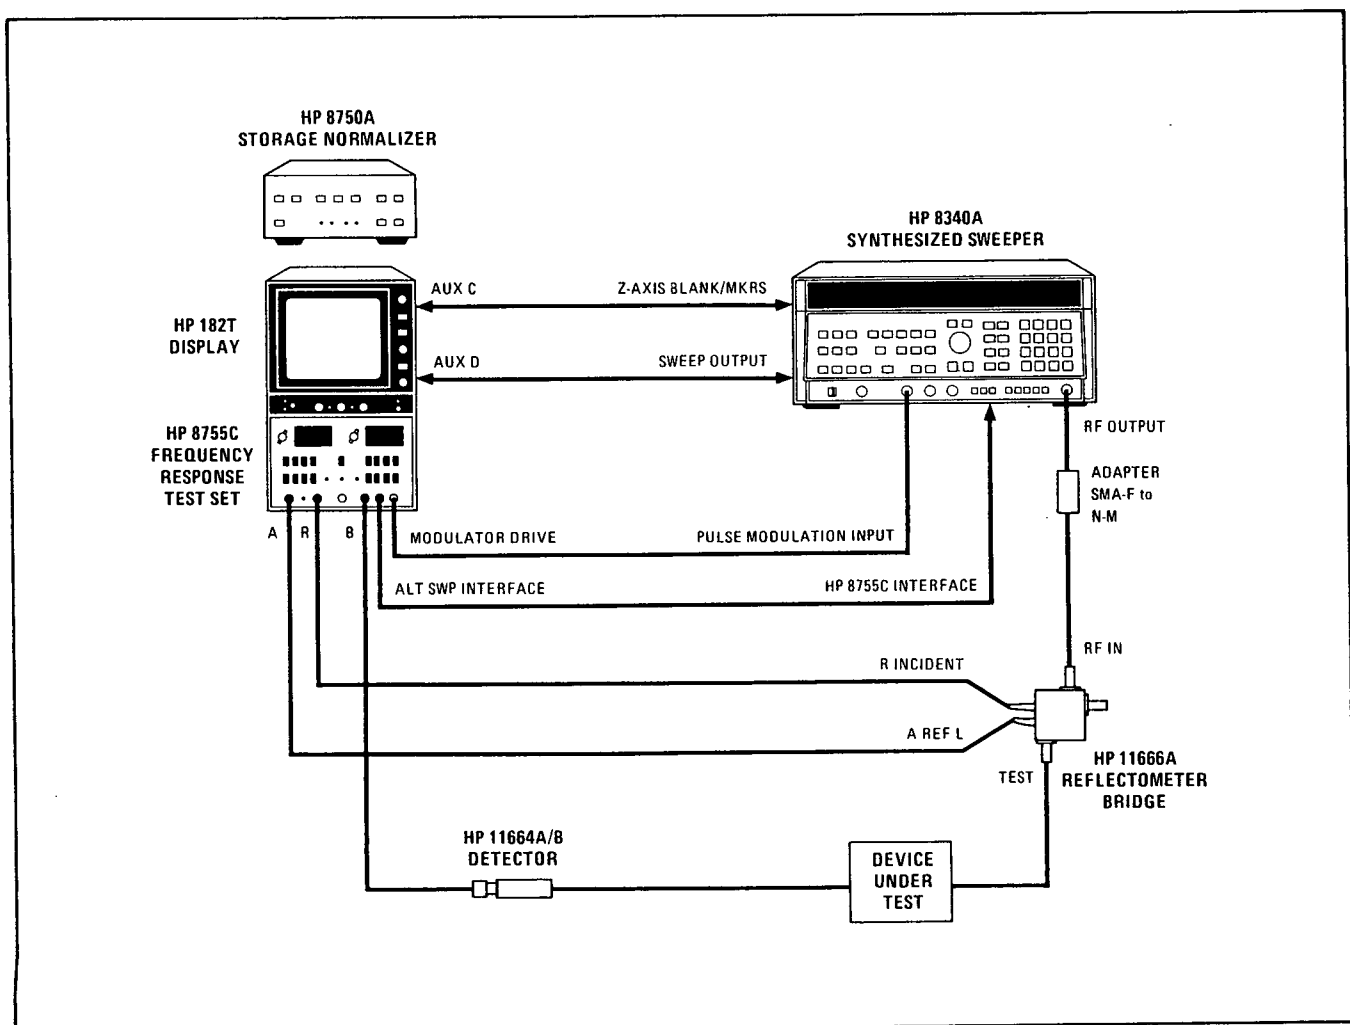 HP 8750A
STORAGE NORMALIZER
HP 8340A
SYNTHESIZED SWEEPER
AUX C
Z-AXIS BLANK/MKRS
HP 182T
DISPLAY
AUX D
SWEEP OUTPUT
HP 8755C
FREQUENCY
RESPONSE
TEST SET
RF OUTPUT
ADAPTER
SMA-F to
N-M
A
R
B
MODULATOR DRIVE
PULSE MODULATION INPUT
ALT SWP INTERFACE
HP 8755C INTERFACE
RF IN
R INCIDENT
A REF L
TEST
HP 11666A
REFLECTOMETER
BRIDGE
HP 11664A/B
DETECTOR
DEVICE
UNDER
TEST